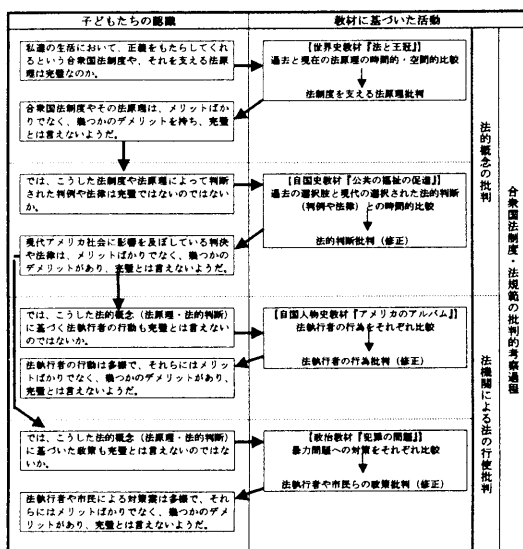 子どもたちの認識
教材に基づいた活動
私達の生活において、正義をもたらしてくれ
るという合衆国法制度や、それを支える法原
理は完璧なのか。
【世界史教材『法と王冠』】
過去と現在の法原理の時間的・空間的比較
法制度を支える法原理批判
合衆国法制度やその法原理は、メリットばか
りでなく、幾つかのデメリットを持ち、完璧
とは言えないようだ。
では、こうした法制度や法原理によって判断
された判例や法律は完璧ではないのではない
か。
【自国史教材『公共の福祉の促進』】
過去の選択肢と現代の選択された法的判断
(判例や法律)との時間的比較
法的判断批判(修正)
現代アメリカ社会に影響を及ぼしている判決
や法律は、メリットばかりでなく、幾つかの
デメリットがあり、完璧とは言えないようだ。
では、こうした法的概念(法原理・法的判断)に
基づく法執行者の行動も完璧とは言えない
のではないか。
【自国人物史教材『アメリカのアルバム』】
法執行者の行為をそれぞれ比較
法執行者の行為批判(修正)
法執行者の行動は多様で、それらにはメリッ
トばかりでなく、幾つかのデメリットがあり、
完璧とは言えないようだ。
では、こうした法的概念(法原理・法的判断)
に基づいた政策も完璧とは言えないのではな
いか。
【政治教材『犯罪の問題』】
暴力問題への対策をそれぞれ比較
法執行者や市民らの政策批判(修正)
法執行者や市民による対策案は多様で、それ
らにはメリットばかりでなく、幾つかのデメ
リットがあり、完璧とは言えないようだ。
法的概念の批判
法機関による法の行使批判
合衆国法制度・法規範の批判的考察過程